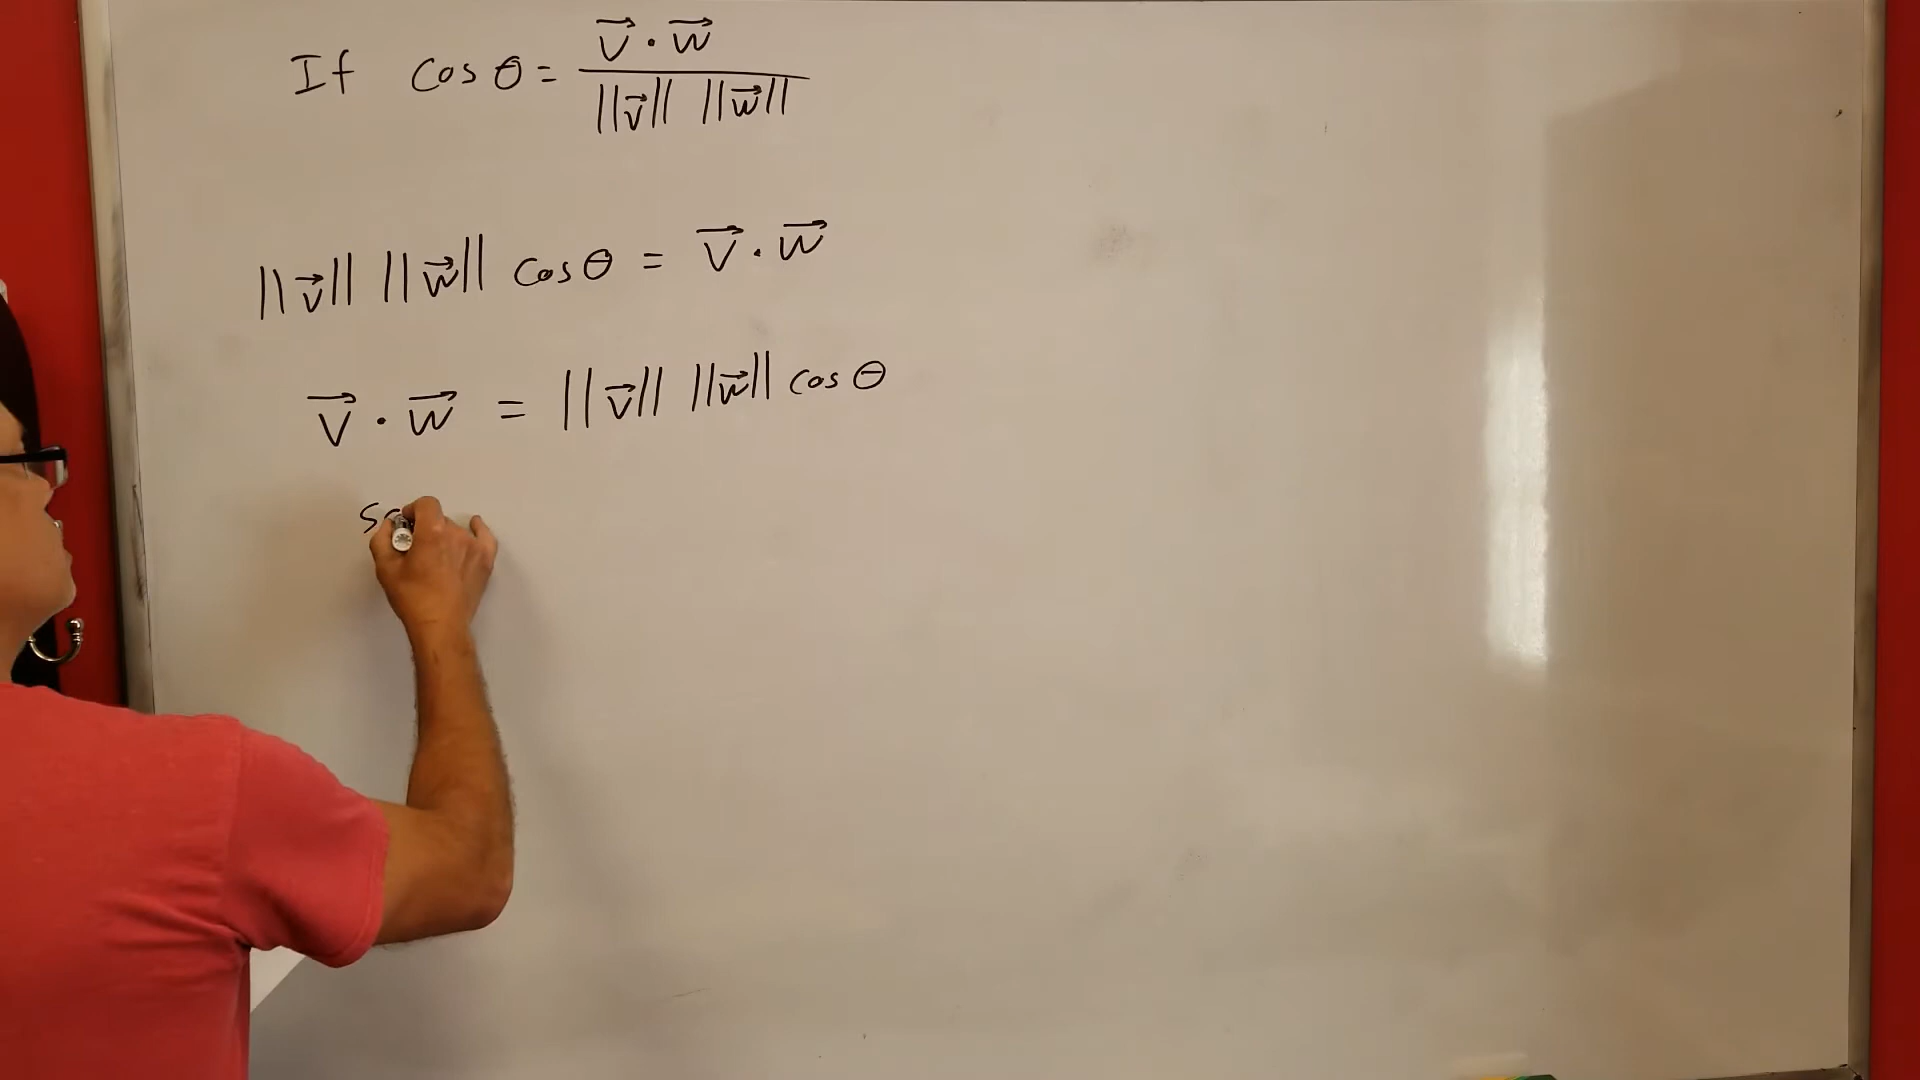 If cos θ = v⃗ · w⃗ / ||v⃗|| ||w⃗||
||v⃗|| ||w⃗|| cos θ = v⃗ · w⃗
v⃗ · w⃗ = ||v⃗|| ||w⃗|| cos θ